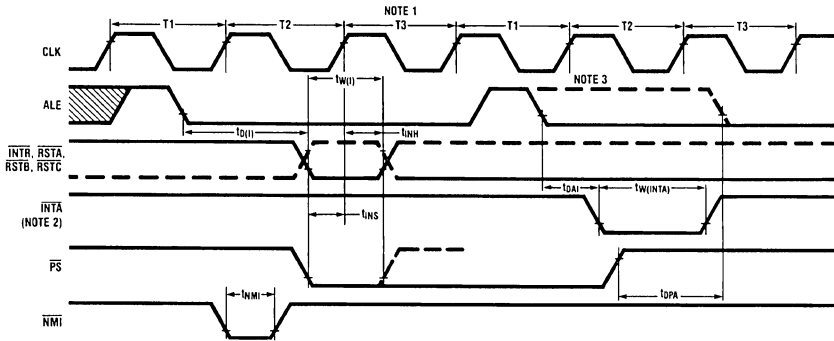 NOTE 1
T1 T2 T3 T1 T2 T3
CLK
tW(I)
NOTE 3
ALE
tD(I) tINH
INTR, RSTA,
RSTB, RSTC
tDAI tW(INTA)
INTA
(NOTE 2)
tINS
PS
tNMI
tDPA
NMI